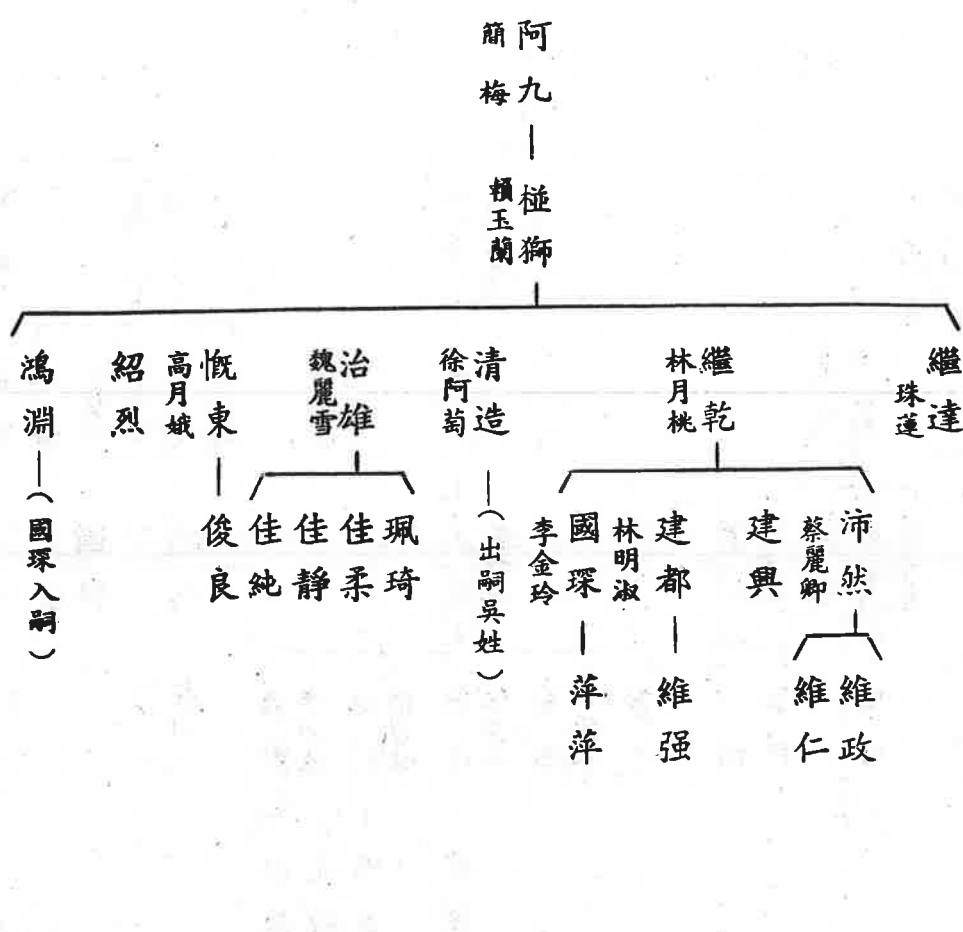 阿九
簡梅
椪獅
賴玉蘭
繼達
珠蓮
繼乾
林月桃
清造
徐阿萄
治雄
魏麗雪
慨東
高月娥
紹烈
鴻淵
沛然
蔡麗卿
建興
建都
林明淑
國琛
李金玲
(出嗣吳姓)
珮琦
佳柔
佳靜
佳純
俊良
(國琛入嗣)
維政
維仁
維强
萍萍